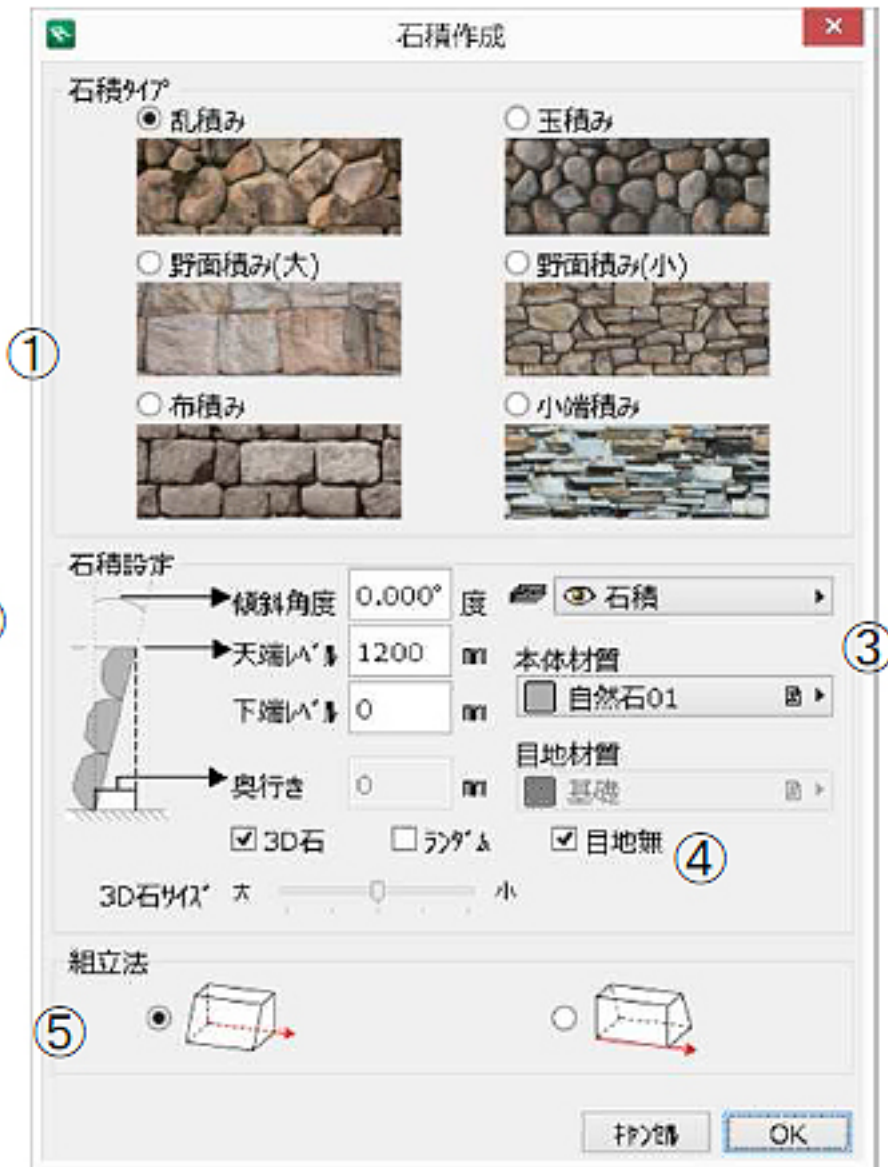 石積作成
石積ﾀｲﾌﾟ
乱積み 玉積み
野面積み(大) 野面積み(小)
①
布積み 小端積み
石積設定
傾斜角度 0.000° 度 石積
③
天端ﾚﾍﾞﾙ 1200 mm 本体材質
下端ﾚﾍﾞﾙ 0 mm 自然石01
目地材質
奥行き 0 mm 基礎
3D石 ﾗﾝﾀﾞﾑ 目地無 ④
3D石ｻｲｽﾞ 大 小
組立法
⑤
ｷｬﾝｾﾙ OK